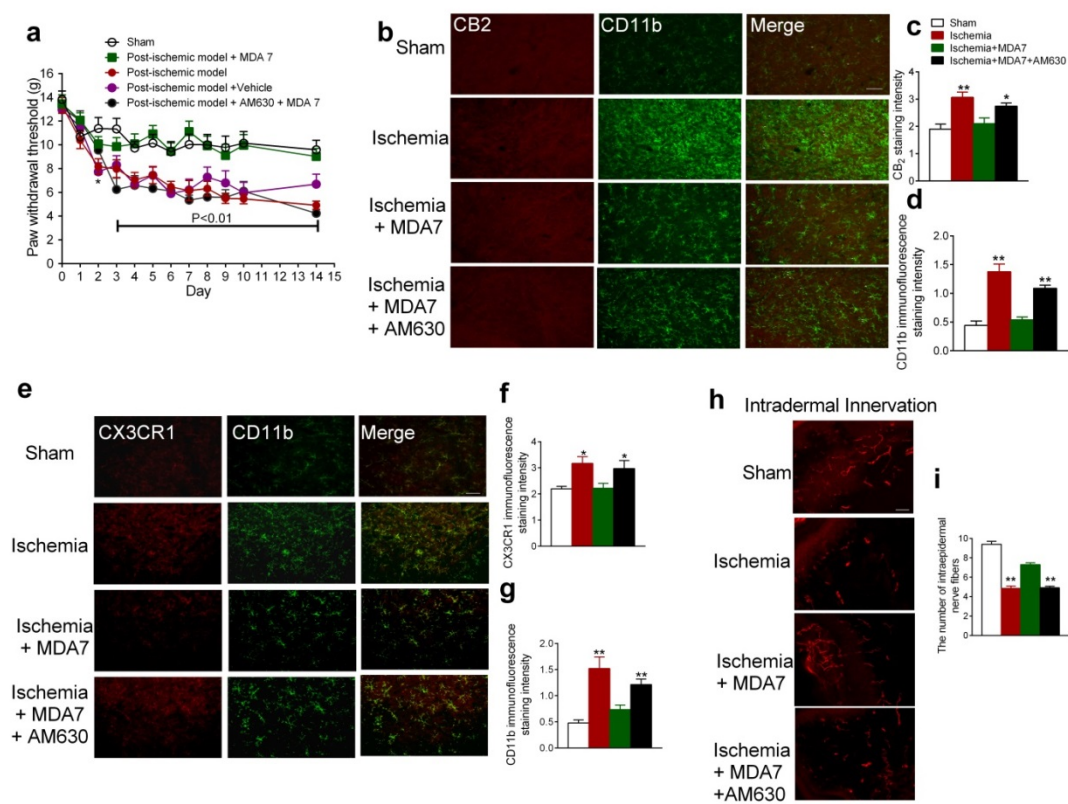 a
Sham
Post-ischemic model + MDA 7
Post-ischemic model
Post-ischemic model +Vehicle
Post-ischemic model + AM630 + MDA 7
Paw withdrawal threshold (g)
16
14
12
10
8
6
4
2
0
*
P<0.01
0 1 2 3 4 5 6 7 8 9 10 11 12 13 14 15
Day
b
CB2 CD11b Merge
Sham
Ischemia
Ischemia
+ MDA7
Ischemia
+ MDA7
+ AM630
c
Sham
Ischemia
Ischemia+MDA7
Ischemia+MDA7+AM630
CB2 staining intensity
4
3
2
1
0
** *
d
CD11b immunofluorescence
staining intensity
2.0
1.5
1.0
0.5
0.0
** **
e
CX3CR1 CD11b Merge
Sham
Ischemia
Ischemia
+ MDA7
Ischemia
+ MDA7
+ AM630
f
CX3CR1 immunofluorescence
staining intensity
4
3
2
1
0
* *
g
CD11b immunofluorescence
staining intensity
2.0
1.5
1.0
0.5
0.0
** **
h
Intradermal Innervation
Sham
Ischemia
Ischemia
+ MDA7
Ischemia
+ MDA7
+AM630
i
The number of intraepidermal
nerve fibers
10
8
6
4
2
0
** **